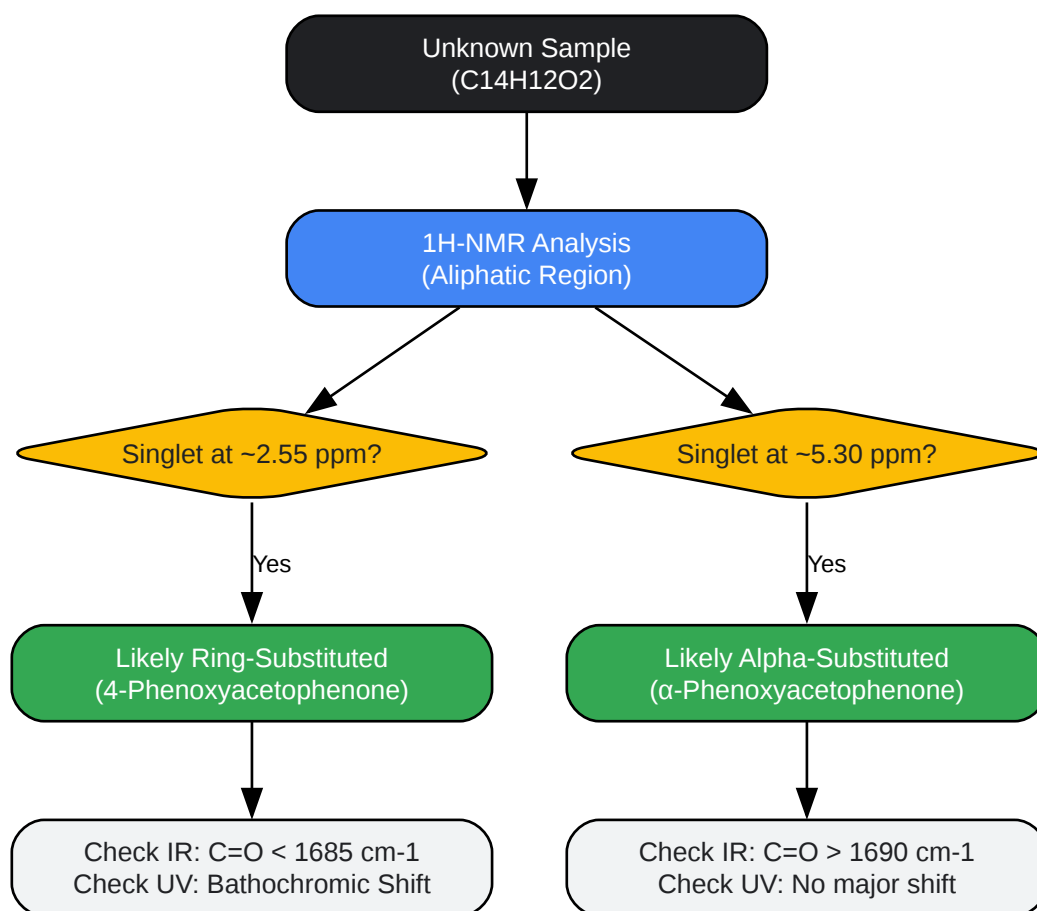 Unknown Sample
(C14H12O2)
1H-NMR Analysis
(Aliphatic Region)
Singlet at ~2.55 ppm?
Singlet at ~5.30 ppm?
Yes
Yes
Likely Ring-Substituted
(4-Phenoxyacetophenone)
Likely Alpha-Substituted
(α-Phenoxyacetophenone)
Check IR: C=O < 1685 cm-1
Check UV: Bathochromic Shift
Check IR: C=O > 1690 cm-1
Check UV: No major shift